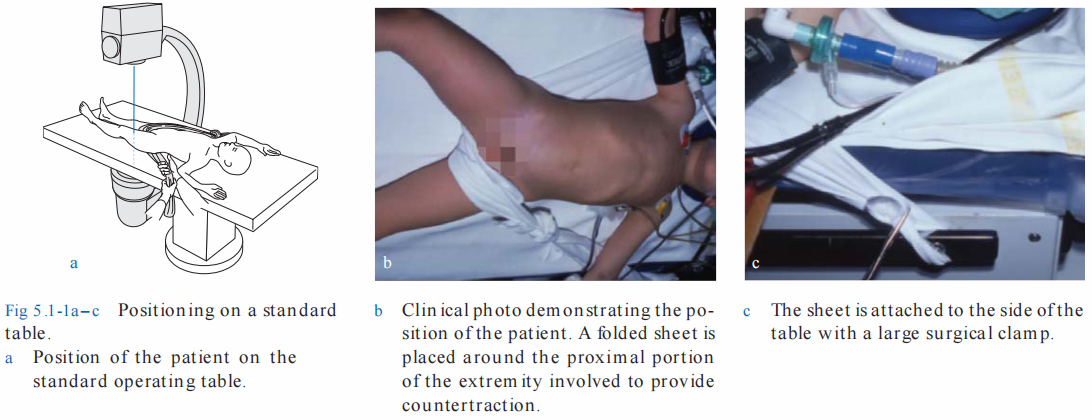 a
b
c
Fig 5.1-1a–c Positioning on a standard
table.
a Position of the patient on the
standard operating table.
b Clinical photo demonstrating the po-
sition of the patient. A folded sheet is
placed around the proximal portion
of the extremity involved to provide
countertraction.
c The sheet is attached to the side of the
table with a large surgical clamp.